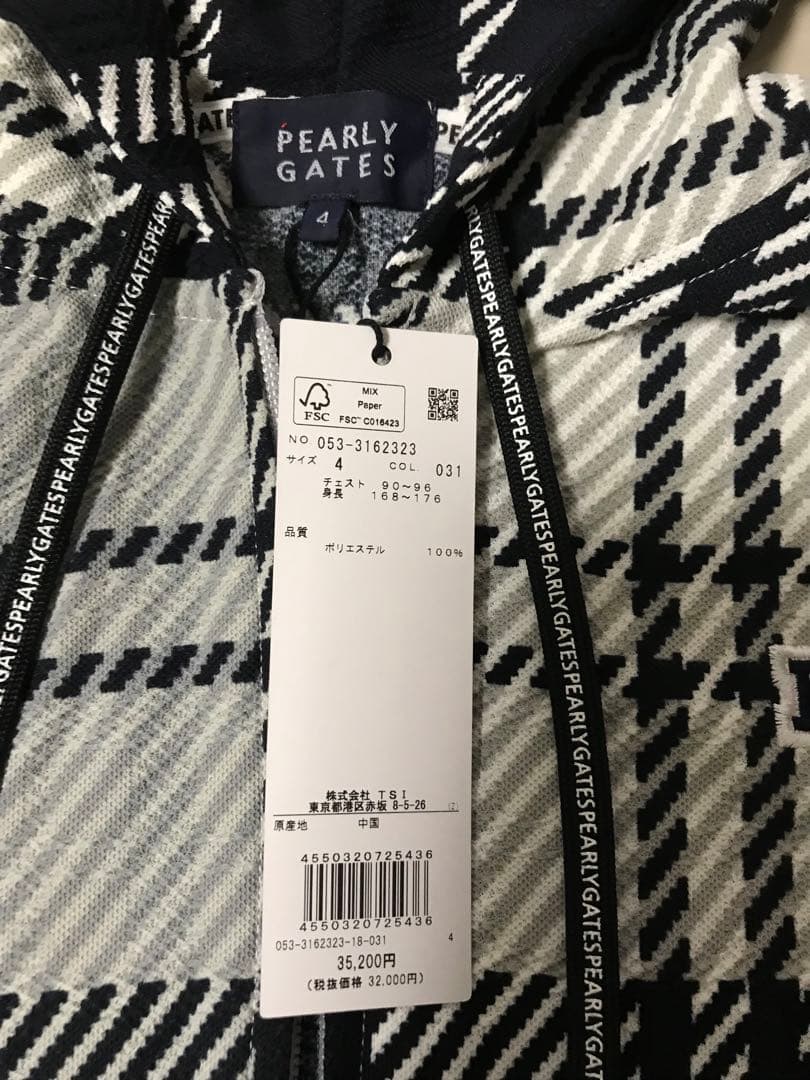 PEARLY
GATES
4
PEARLYGATESPEARLYGATESPEARLYGATESPEARLY
PEARLYGATESPEARLYGATESPEARLYGATESPEARLYGATESPEARLYGATES
FSC
MIX
Paper
FSC™ C016423
NO. 053-3162323
サイズ 4 COL. 031
チェスト 90～96
身長 168～176
品質
ポリエステル 100%
株式会社 TSI
東京都港区赤坂 8-5-26 (Z)
原産地 中国
4550320725436
4550320725436
053-3162323-18-031 4
35,200円
(税抜価格 32,000円)